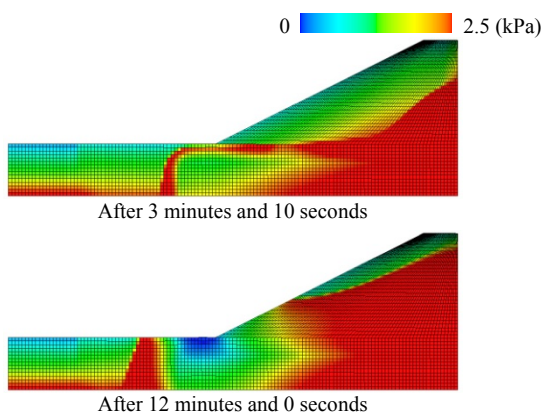 0 2.5 (kPa)
After 3 minutes and 10 seconds
After 12 minutes and 0 seconds